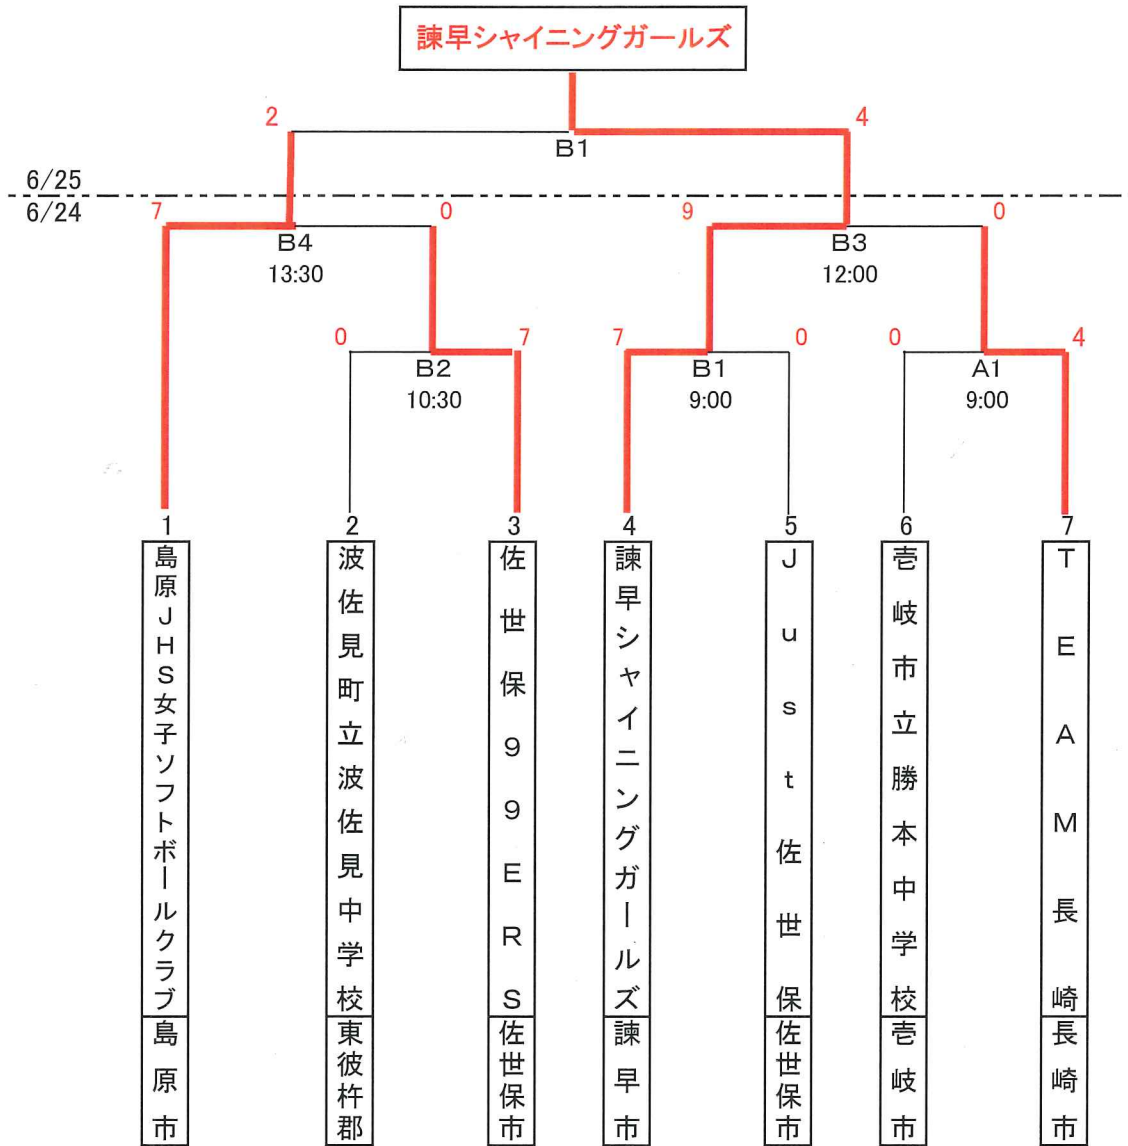 諫早シャイニングガールズ
2 4
B1
6/25
6/24
7 0 9 0
B4 B3
13:30 12:00
0 7 7 0 0 4
B2 B1 A1
10:30 9:00 9:00
1 2 3 4 5 6 7
島原JHS女子ソフトボールクラブ
島原市
波佐見町立波佐見中学校
東彼杵郡
佐世保99ERS
佐世保市
諫早シャイニングガールズ
諫早市
Just佐世保
佐世保市
壱岐市立勝本中学校
壱岐市
TEAM長崎
長崎市